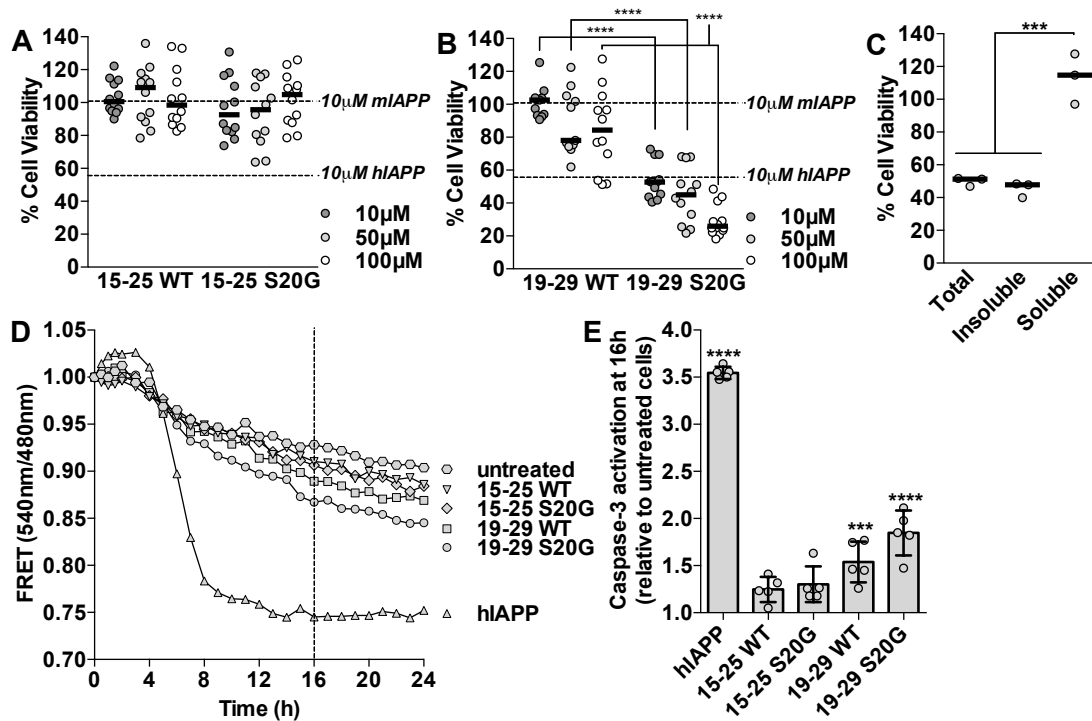 A
% Cell Viability
140
120
100
80
60
40
20
0
10μM mIAPP
10μM hIAPP
10μM
50μM
100μM
15-25 WT 15-25 S20G
B
****
****
****
% Cell Viability
140
120
100
80
60
40
20
0
10μM mIAPP
10μM hIAPP
10μM
50μM
100μM
19-29 WT 19-29 S20G
C
***
% Cell Viability
140
120
100
80
60
40
20
0
Total
Insoluble
Soluble
D
FRET (540nm/480nm)
1.05
1.00
0.95
0.90
0.85
0.80
0.75
0.70
0 4 8 12 16 20 24
Time (h)
untreated
15-25 WT
15-25 S20G
19-29 WT
19-29 S20G
hIAPP
E
Caspase-3 activation at 16h
(relative to untreated cells)
4.0
3.5
3.0
2.5
2.0
1.5
1.0
****
***
****
hIAPP
15-25 WT
15-25 S20G
19-29 WT
19-29 S20G